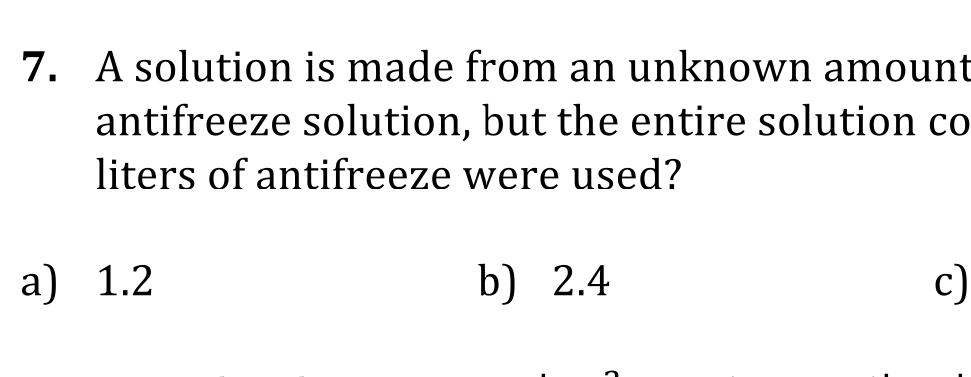 7. A solution is made from an unknown amount
antifreeze solution, but the entire solution co
liters of antifreeze were used?
a) 1.2 b) 2.4 c)